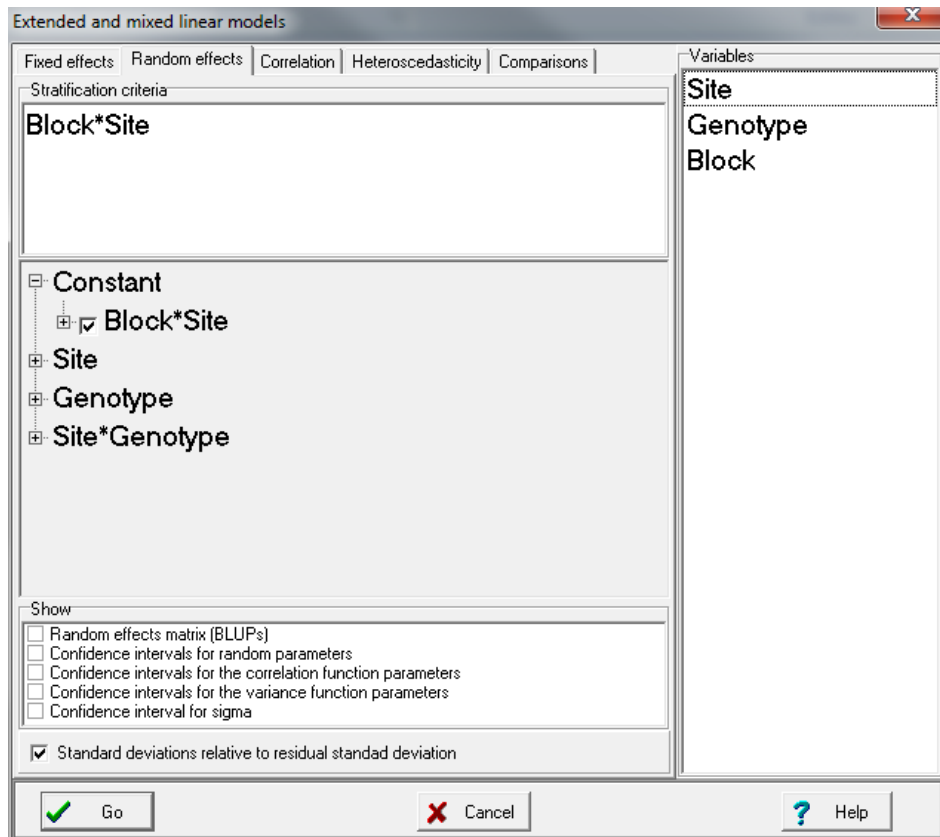 Extended and mixed linear models
X
Fixed effects Random effects Correlation Heteroscedasticity Comparisons
Stratification criteria
Block*Site
Constant
Block*Site
Site
Genotype
Site*Genotype
Show
Random effects matrix (BLUPs)
Confidence intervals for random parameters
Confidence intervals for the correlation function parameters
Confidence intervals for the variance function parameters
Confidence interval for sigma
Standard deviations relative to residual standad deviation
Variables
Site
Genotype
Block
Go Cancel Help